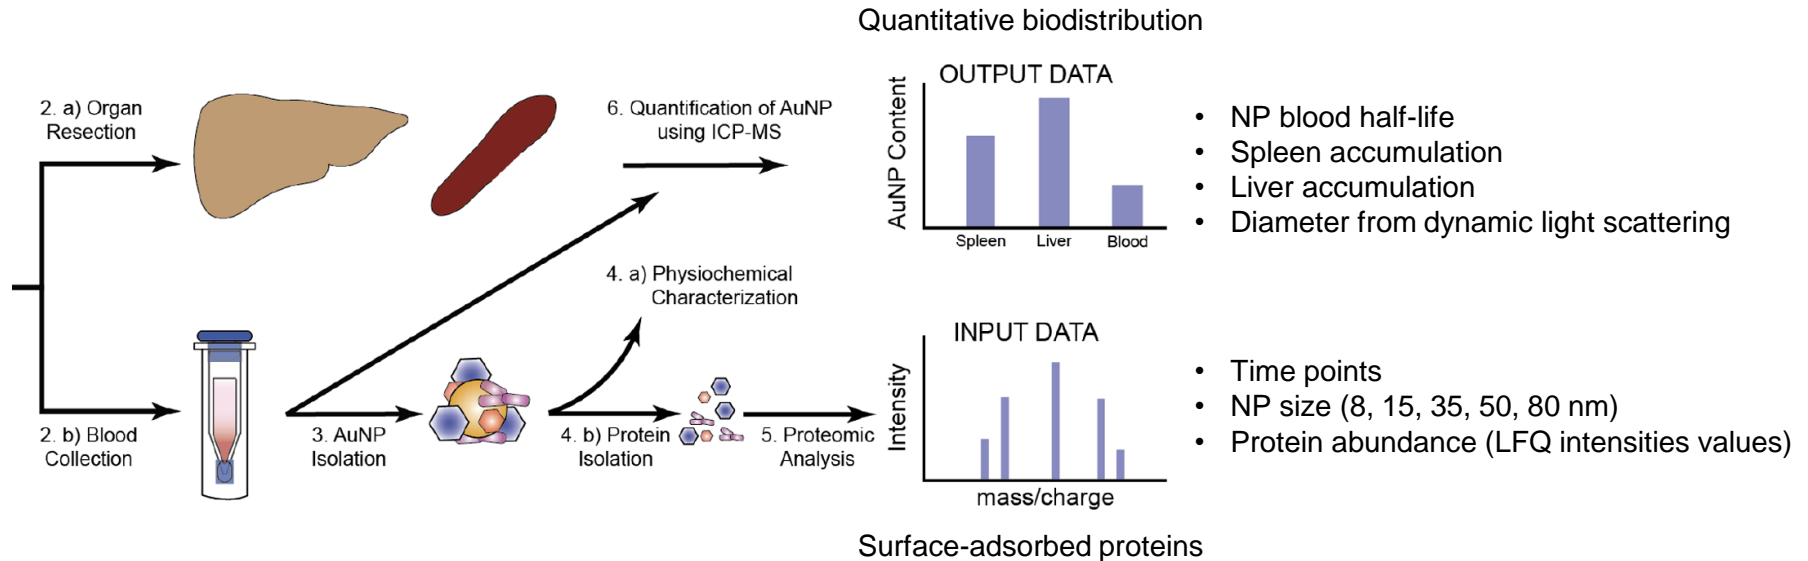 Quantitative biodistribution
2. a) Organ
Resection
6. Quantification of AuNP
using ICP-MS
OUTPUT DATA
AuNP Content
Spleen
Liver
Blood
• NP blood half-life
• Spleen accumulation
• Liver accumulation
• Diameter from dynamic light scattering
4. a) Physiochemical
Characterization
2. b) Blood
Collection
3. AuNP
Isolation
4. b) Protein
Isolation
5. Proteomic
Analysis
INPUT DATA
Intensity
mass/charge
• Time points
• NP size (8, 15, 35, 50, 80 nm)
• Protein abundance (LFQ intensities values)
Surface-adsorbed proteins